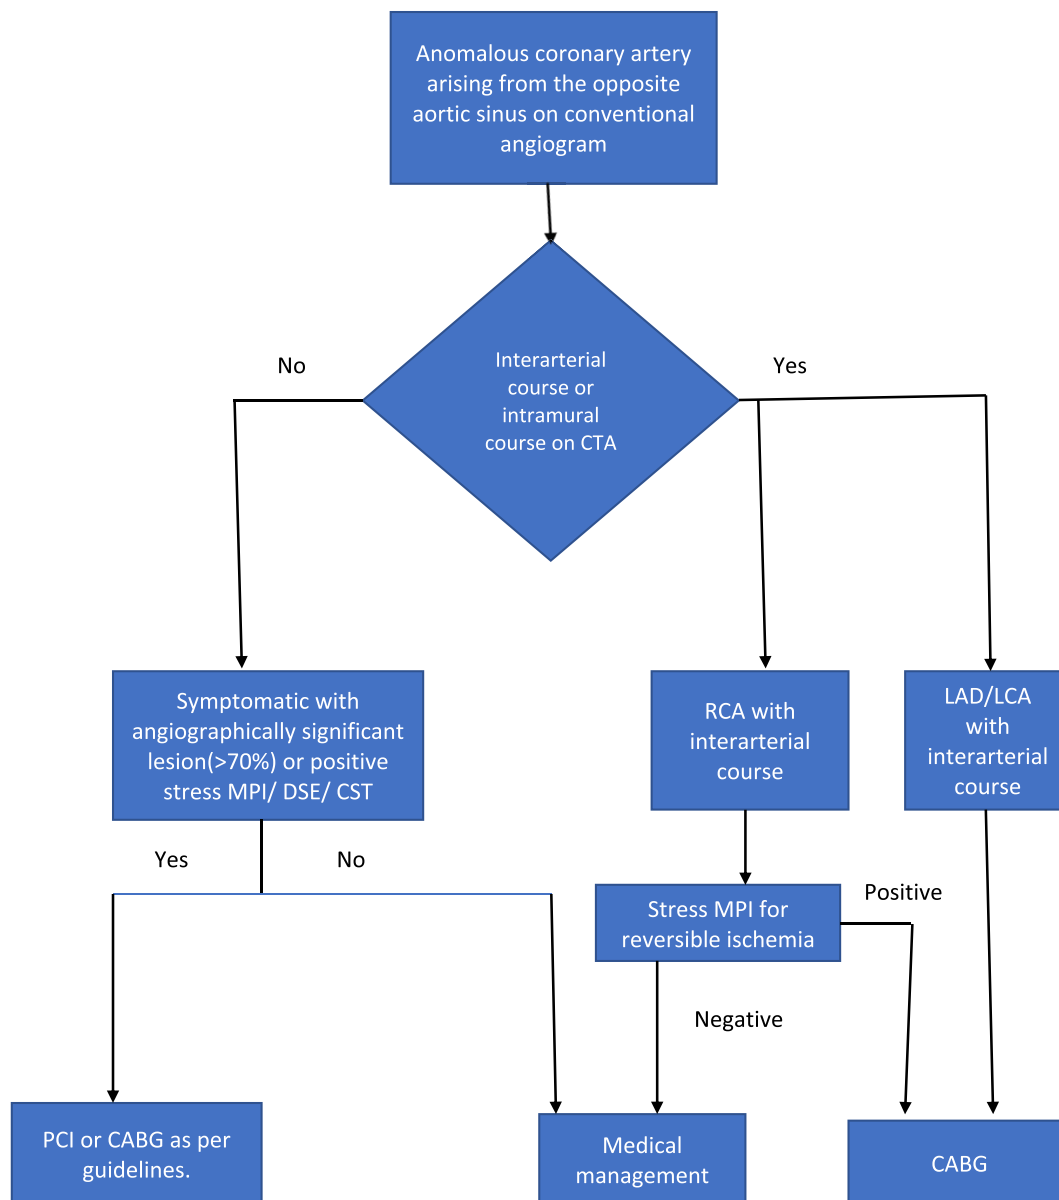 Anomalous coronary artery
arising from the opposite
aortic sinus on conventional
angiogram
No
Yes
Interarterial
course or
intramural
course on CTA
Symptomatic with
angiographically significant
lesion(>70%) or positive
stress MPI/ DSE/ CST
RCA with
interarterial
course
LAD/LCA
with
interarterial
course
Yes
No
Stress MPI for
reversible ischemia
Positive
Negative
PCI or CABG as per
guidelines.
Medical
management
CABG